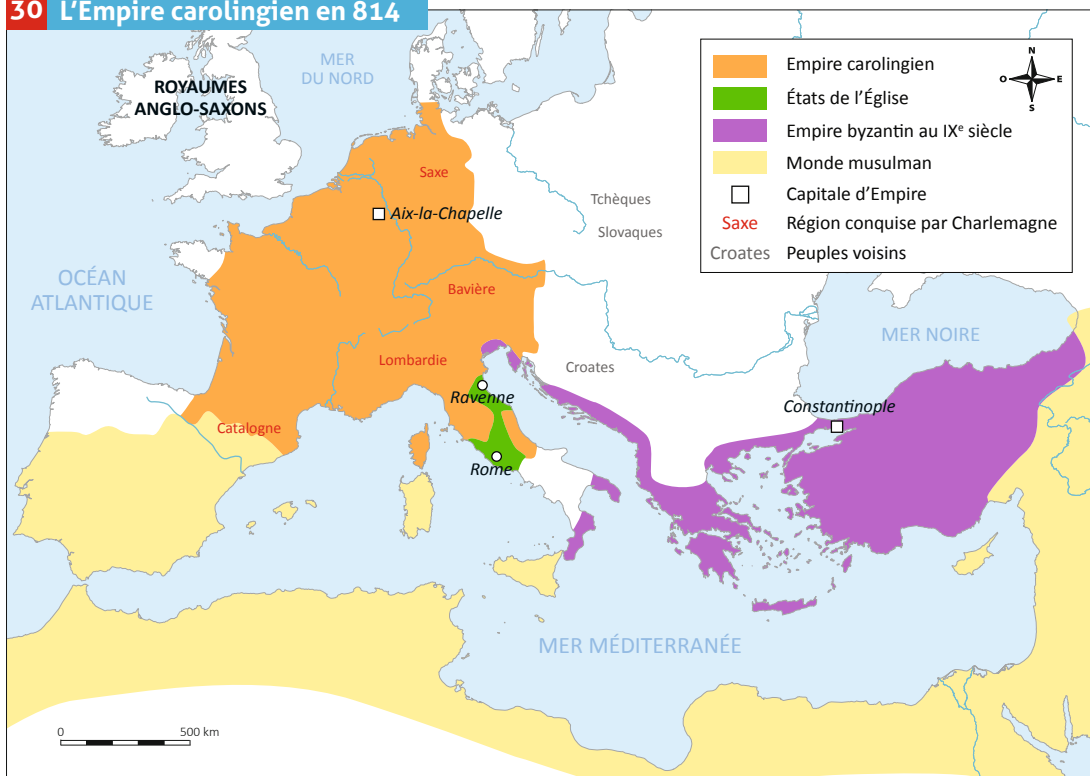 30 L'Empire carolingien en 814
MER
DU NORD
ROYAUMES
ANGLO-SAXONS
Empire carolingien
États de l'Église
Empire byzantin au IXe siècle
Monde musulman
Capitale d'Empire
Saxe Région conquise par Charlemagne
Croates Peuples voisins
N
O E
S
Saxe
Tchèques
Aix-la-Chapelle
Slovaques
OCÉAN
ATLANTIQUE
Bavière
MER NOIRE
Lombardie
Croates
Ravenne
Constantinople
Catalogne
Rome
MER MÉDITERRANÉE
0 500 km